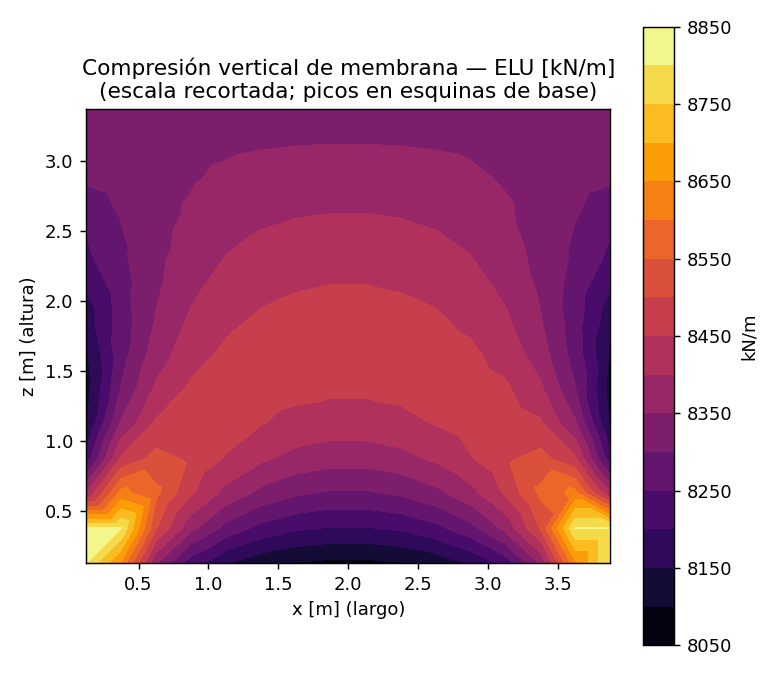 Compresión vertical de membrana — ELU [kN/m]
(escala recortada; picos en esquinas de base)
z [m] (altura)
3.0
2.5
2.0
1.5
1.0
0.5
0.5 1.0 1.5 2.0 2.5 3.0 3.5
x [m] (largo)
8850
8750
8650
8550
8450
8350
8250
8150
8050
kN/m